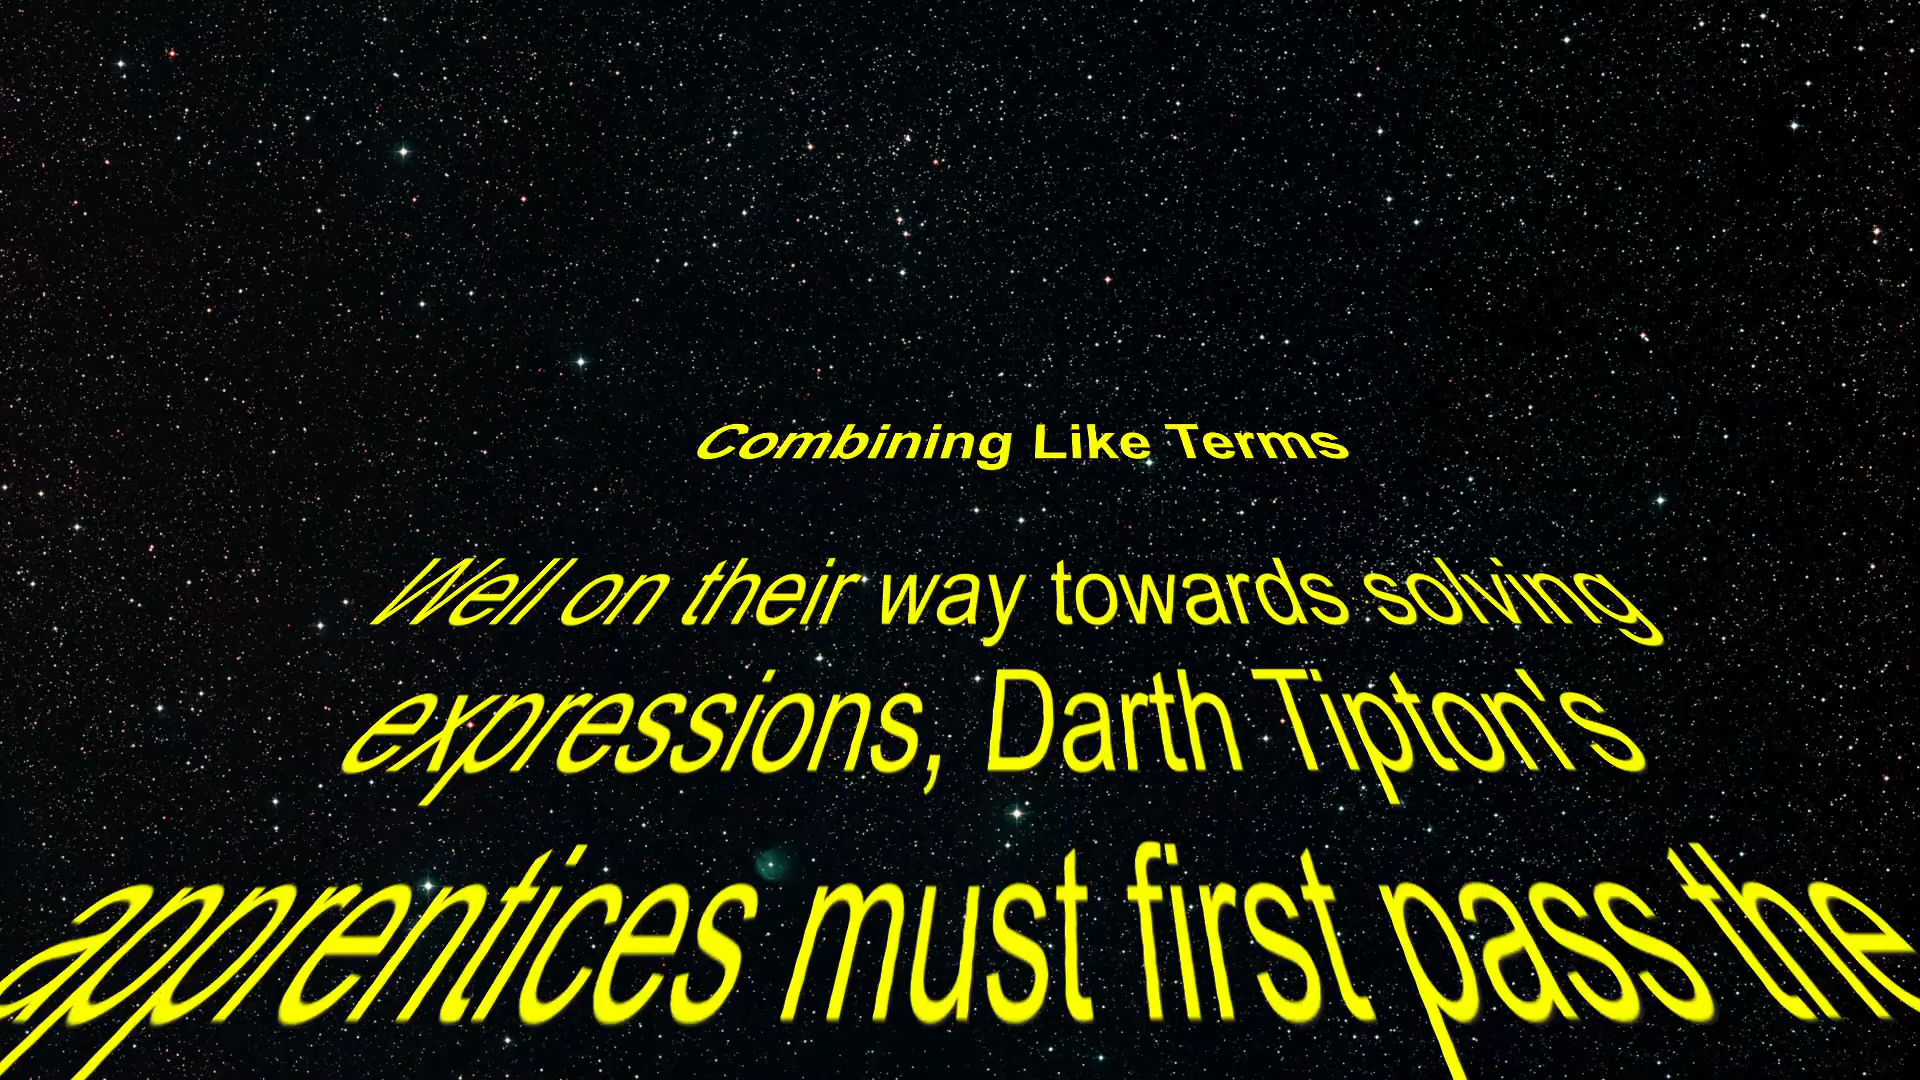 Combining Like Terms
Well on their way towards solving
expressions, Darth Tipton's
apprentices must first pass the